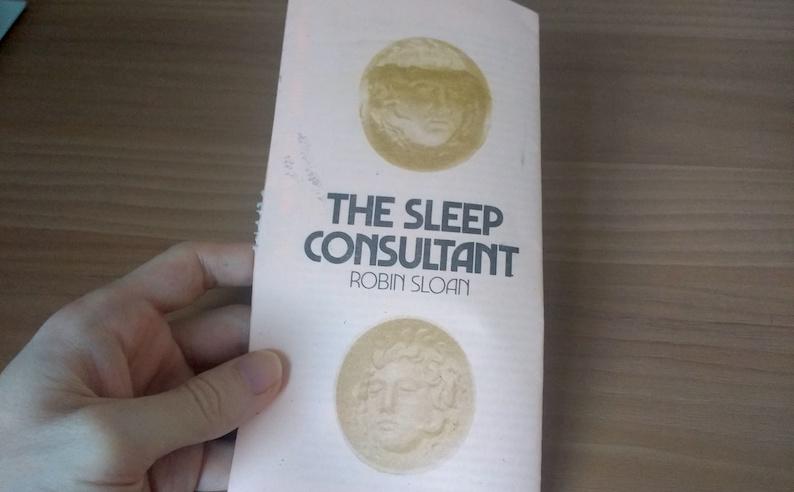 THE SLEEP
CONSULTANT
ROBIN SLOAN